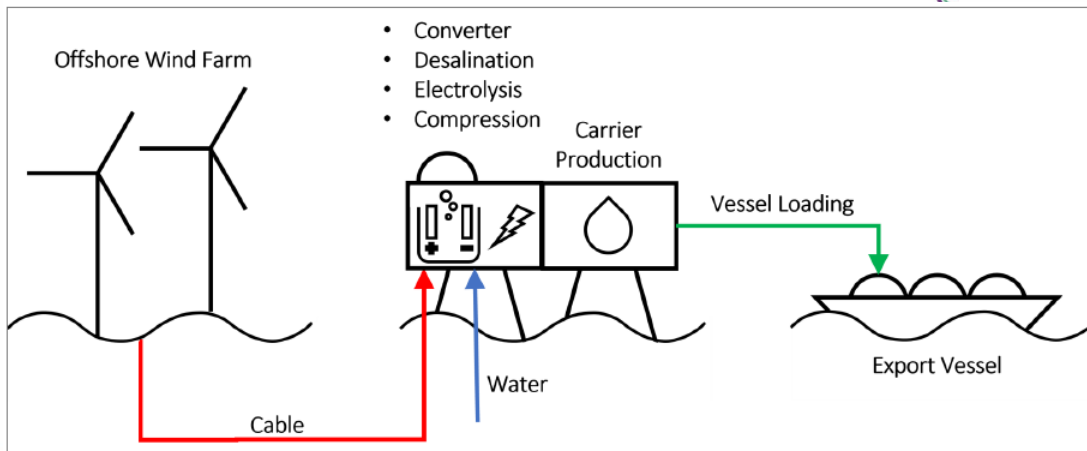 Offshore Wind Farm
• Converter
• Desalination
• Electrolysis
• Compression
Carrier
Production
Vessel Loading
Export Vessel
Water
Cable